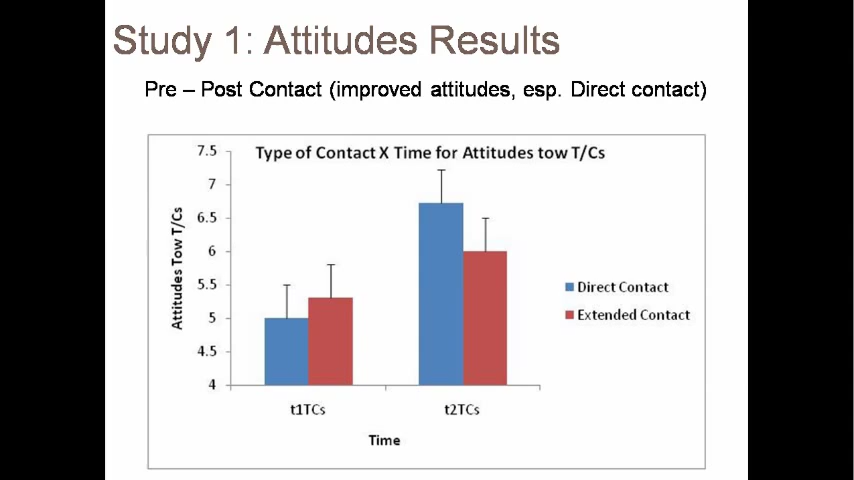 Study 1: Attitudes Results
Pre – Post Contact (improved attitudes, esp. Direct contact)
Type of Contact X Time for Attitudes tow T/Cs
7.5
7
6.5
6
5.5
5
4.5
4
Attitudes Tow T/Cs
t1TCs
t2TCs
Time
Direct Contact
Extended Contact